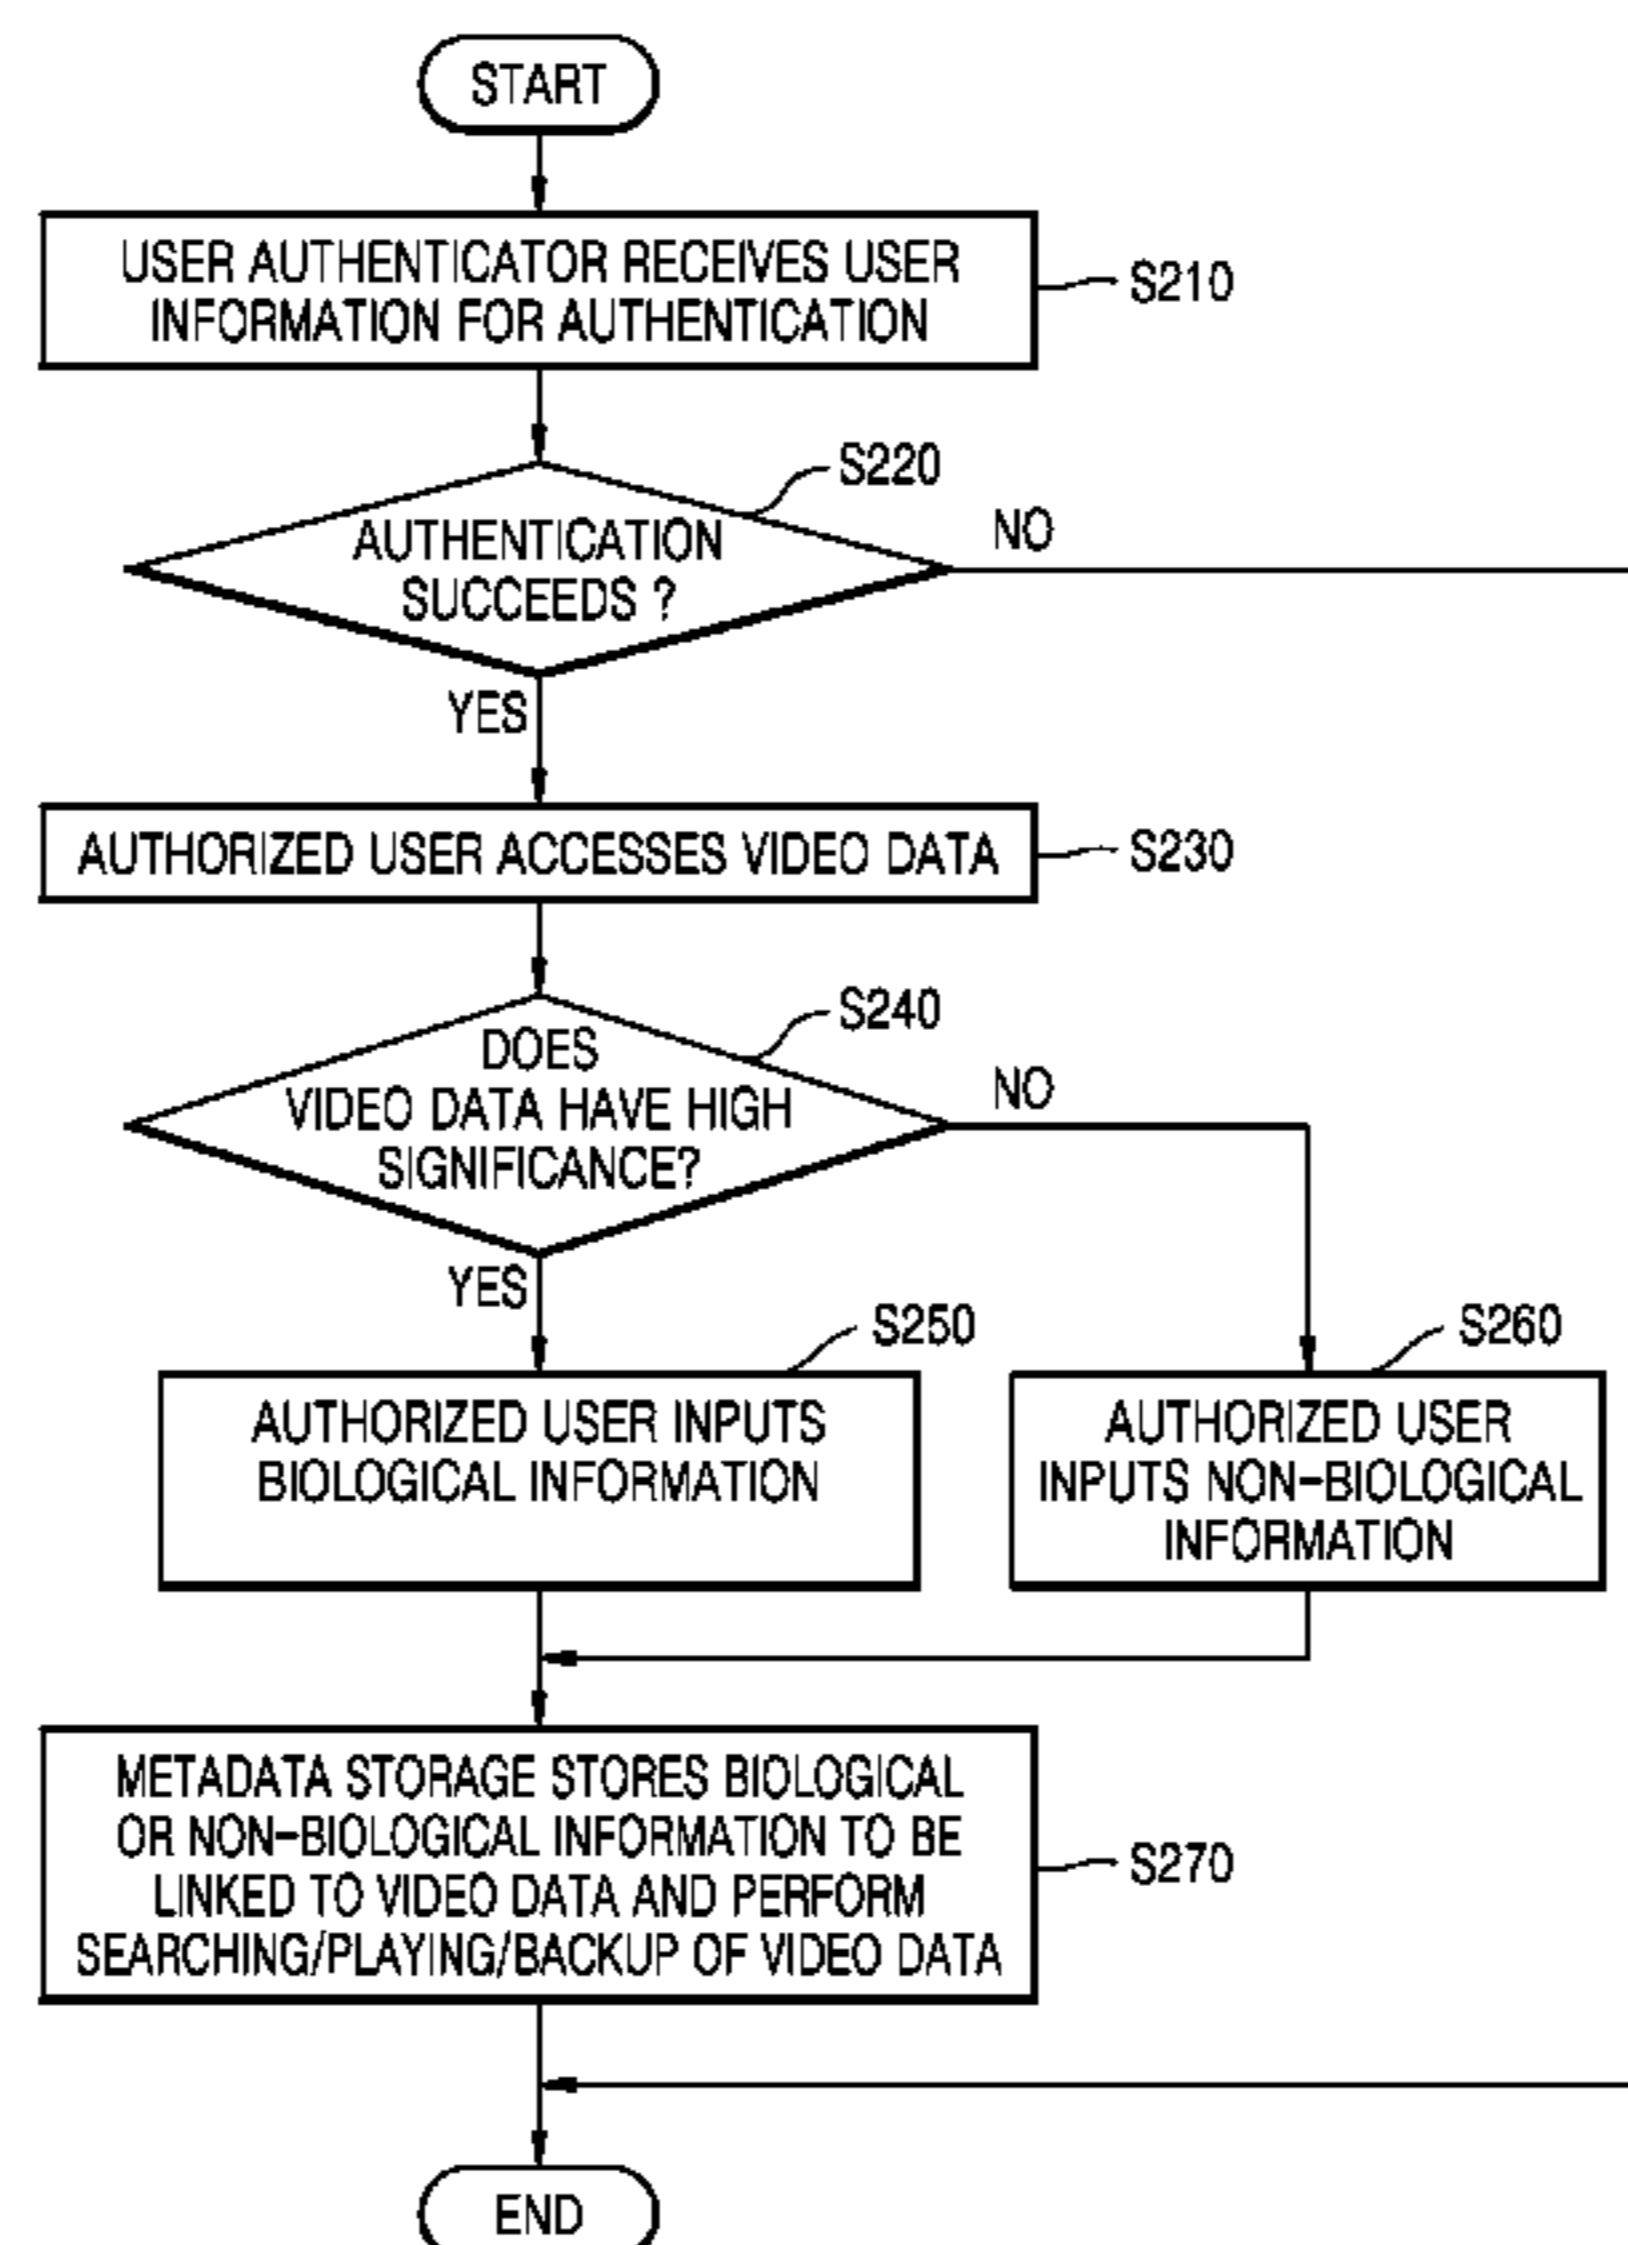 START
USER AUTHENTICATOR RECEIVES USER
INFORMATION FOR AUTHENTICATION
S210
S220
AUTHENTICATION
SUCCEEDS ?
NO
YES
AUTHORIZED USER ACCESSES VIDEO DATA
S230
S240
DOES
VIDEO DATA HAVE HIGH
SIGNIFICANCE?
NO
YES
S250
AUTHORIZED USER INPUTS
BIOLOGICAL INFORMATION
S260
AUTHORIZED USER
INPUTS NON-BIOLOGICAL
INFORMATION
METADATA STORAGE STORES BIOLOGICAL
OR NON-BIOLOGICAL INFORMATION TO BE
LINKED TO VIDEO DATA AND PERFORM
SEARCHING/PLAYING/BACKUP OF VIDEO DATA
S270
END